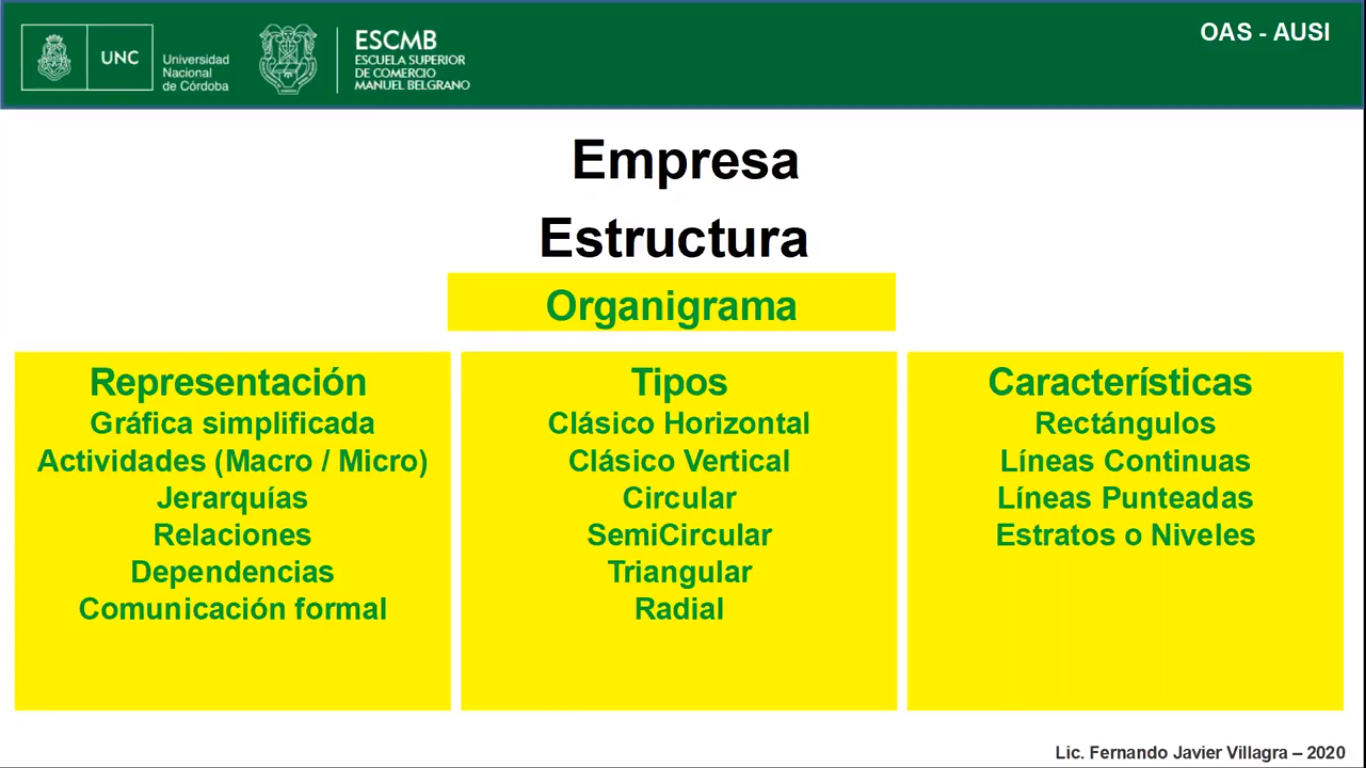 UNC
Universidad
Nacional
de Córdoba
ESCMB
ESCUELA SUPERIOR
DE COMERCIO
MANUEL BELGRANO
OAS - AUSI
Empresa
Estructura
Organigrama
Representación
Gráfica simplificada
Actividades (Macro / Micro)
Jerarquías
Relaciones
Dependencias
Comunicación formal
Tipos
Clásico Horizontal
Clásico Vertical
Circular
SemiCircular
Triangular
Radial
Características
Rectángulos
Líneas Continuas
Líneas Punteadas
Estratos o Niveles
Lic. Fernando Javier Villagra – 2020